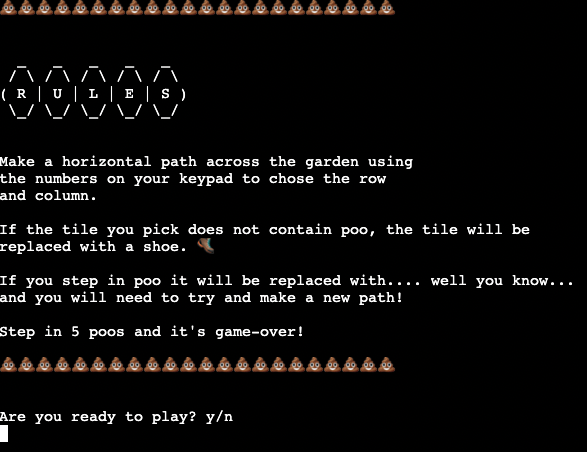 ( R | U | L | E | S )
Make a horizontal path across the garden using
the numbers on your keypad to chose the row
and column.
If the tile you pick does not contain poo, the tile will be
replaced with a shoe.
If you step in poo it will be replaced with.... well you know...
and you will need to try and make a new path!
Step in 5 poos and it's game-over!
Are you ready to play? y/n